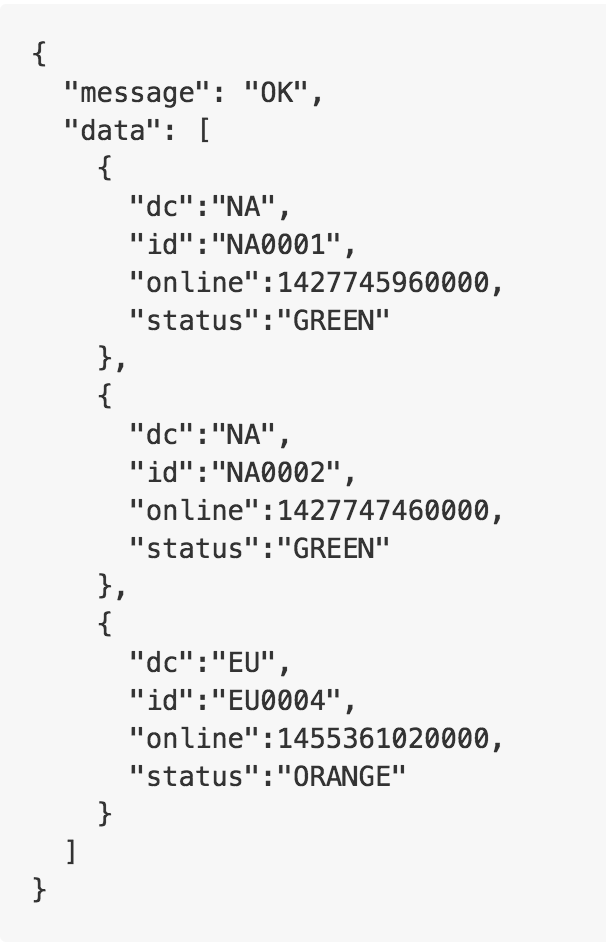 {
  "message": "OK",
  "data": [
    {
      "dc":"NA",
      "id":"NA0001",
      "online":1427745960000,
      "status":"GREEN"
    },
    {
      "dc":"NA",
      "id":"NA0002",
      "online":1427747460000,
      "status":"GREEN"
    },
    {
      "dc":"EU",
      "id":"EU0004",
      "online":1455361020000,
      "status":"ORANGE"
    }
  ]
}